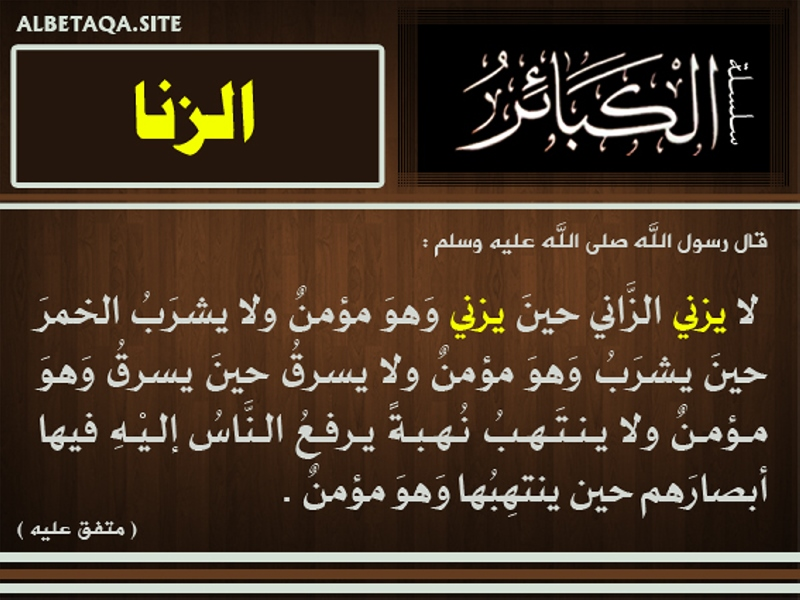 ALBETAQA.SITE
سلسلة
الكَبَائِرُ
الزنا
قال رسول اللَّه صلى اللَّه عليه وسلم :
لا يزني الزَّاني حينَ يزني وَهوَ مؤمنٌ ولا يشرَبُ الخمرَ
حينَ يشرَبُ وَهوَ مؤمنٌ ولا يسرقُ حينَ يسرقُ وَهوَ
مؤمنٌ ولا ينتَهبُ نُهبةً يرفعُ النَّاسُ إليْهِ فيها
أبصارَهم حين ينتهِبُها وَهوَ مؤمنٌ .
( متفق عليه )